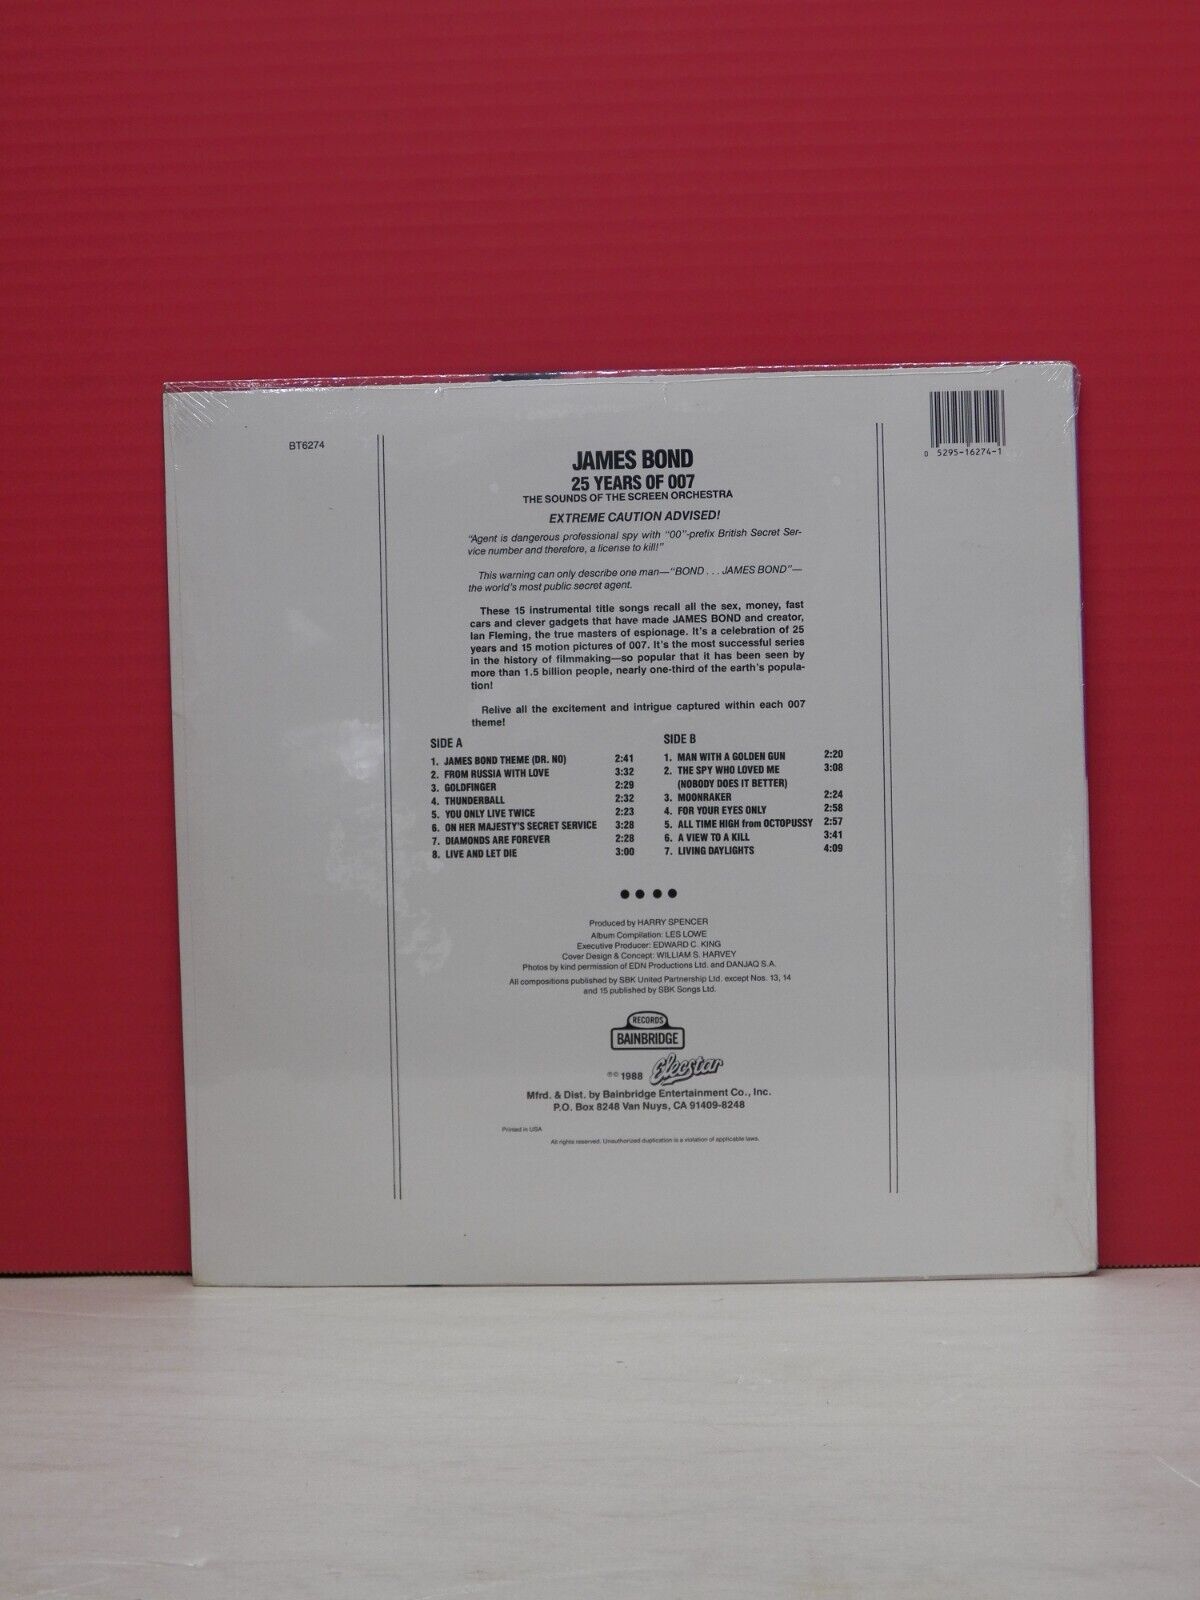 BT6274
0 5295-16274-1
JAMES BOND
25 YEARS OF 007
THE SOUNDS OF THE SCREEN ORCHESTRA
EXTREME CAUTION ADVISED!
"Agent is dangerous professional spy with "00"-prefix British Secret Ser-
vice number and therefore, a license to kill!"
This warning can only describe one man—"BOND . . . JAMES BOND"—
the world's most public secret agent.
These 15 instrumental title songs recall all the sex, money, fast
cars and clever gadgets that have made JAMES BOND and creator,
Ian Fleming, the true masters of espionage. It's a celebration of 25
years and 15 motion pictures of 007. It's the most successful series
in the history of filmmaking—so popular that it has been seen by
more than 1.5 billion people, nearly one-third of the earth's popula-
tion!
Relive all the excitement and intrigue captured within each 007
theme!
SIDE A
1. JAMES BOND THEME (DR. NO) 2:41
2. FROM RUSSIA WITH LOVE 3:32
3. GOLDFINGER 2:29
4. THUNDERBALL 2:32
5. YOU ONLY LIVE TWICE 2:23
6. ON HER MAJESTY'S SECRET SERVICE 3:28
7. DIAMONDS ARE FOREVER 2:28
8. LIVE AND LET DIE 3:00
SIDE B
1. MAN WITH A GOLDEN GUN 2:20
2. THE SPY WHO LOVED ME 3:08
(NOBODY DOES IT BETTER)
3. MOONRAKER 2:24
4. FOR YOUR EYES ONLY 2:58
5. ALL TIME HIGH from OCTOPUSSY 2:57
6. A VIEW TO A KILL 3:41
7. LIVING DAYLIGHTS 4:09
Produced by HARRY SPENCER
Album Compilation: LES LOWE
Executive Producer: EDWARD C. KING
Cover Design & Concept: WILLIAM S. HARVEY
Photos by kind permission of EDN Productions Ltd. and DANJAQ S.A.
All compositions published by SBK United Partnership Ltd. except Nos. 13, 14
and 15 published by SBK Songs Ltd.
RECORDS
BAINBRIDGE
℗© 1988 Elecstar
Mfrd. & Dist. by Bainbridge Entertainment Co., Inc.
P.O. Box 8248 Van Nuys, CA 91409-8248
Printed in USA
All rights reserved. Unauthorized duplication is a violation of applicable laws.